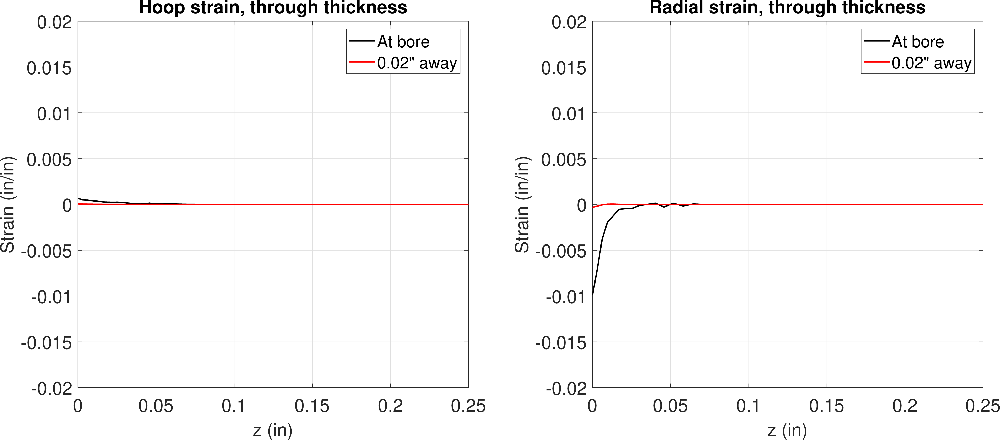 Hoop strain, through thickness
0.02
0.015
0.01
0.005
0
-0.005
-0.01
-0.015
-0.02
Strain (in/in)
At bore
0.02" away
0 0.05 0.1 0.15 0.2 0.25
z (in)
Radial strain, through thickness
0.02
0.015
0.01
0.005
0
-0.005
-0.01
-0.015
-0.02
Strain (in/in)
At bore
0.02" away
0 0.05 0.1 0.15 0.2 0.25
z (in)